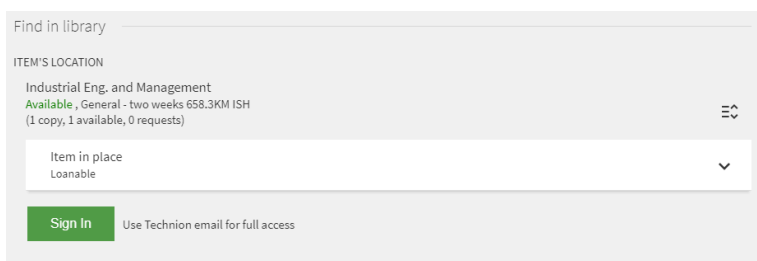 Find in library
ITEM'S LOCATION
Industrial Eng. and Management
Available , General - two weeks 658.3KM ISH
(1 copy, 1 available, 0 requests)
Item in place
Loanable
Sign In
Use Technion email for full access